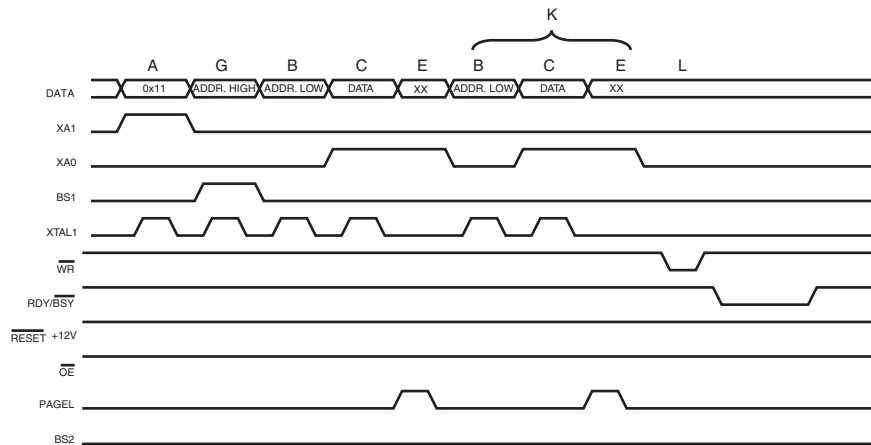 K
A G B C E B C E L
DATA 0x11 ADDR. HIGH ADDR. LOW DATA XX ADDR. LOW DATA XX
XA1
XA0
BS1
XTAL1
WR
RDY/BSY
RESET +12V
OE
PAGEL
BS2